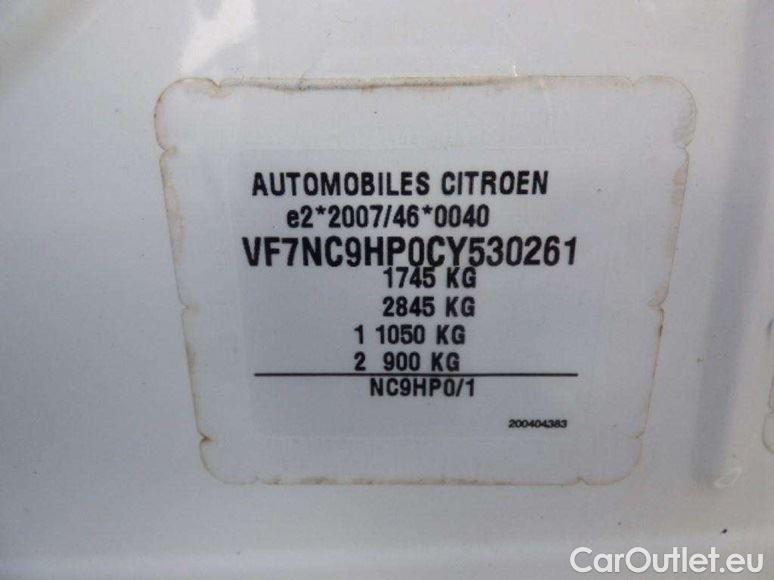 AUTOMOBILES CITROEN
e2*2007/46*0040
VF7NC9HP0CY530261
1745 KG
2845 KG
1 1050 KG
2 900 KG
NC9HP0/1
200404383
CarOutlet.eu